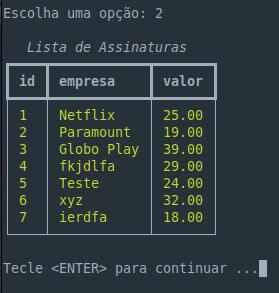 Escolha uma opção: 2
Lista de Assinaturas
id empresa valor
1 Netflix 25.00
2 Paramount 19.00
3 Globo Play 39.00
4 fkjdlfa 29.00
5 Teste 24.00
6 xyz 32.00
7 ierdfa 18.00
Tecle <ENTER> para continuar ...